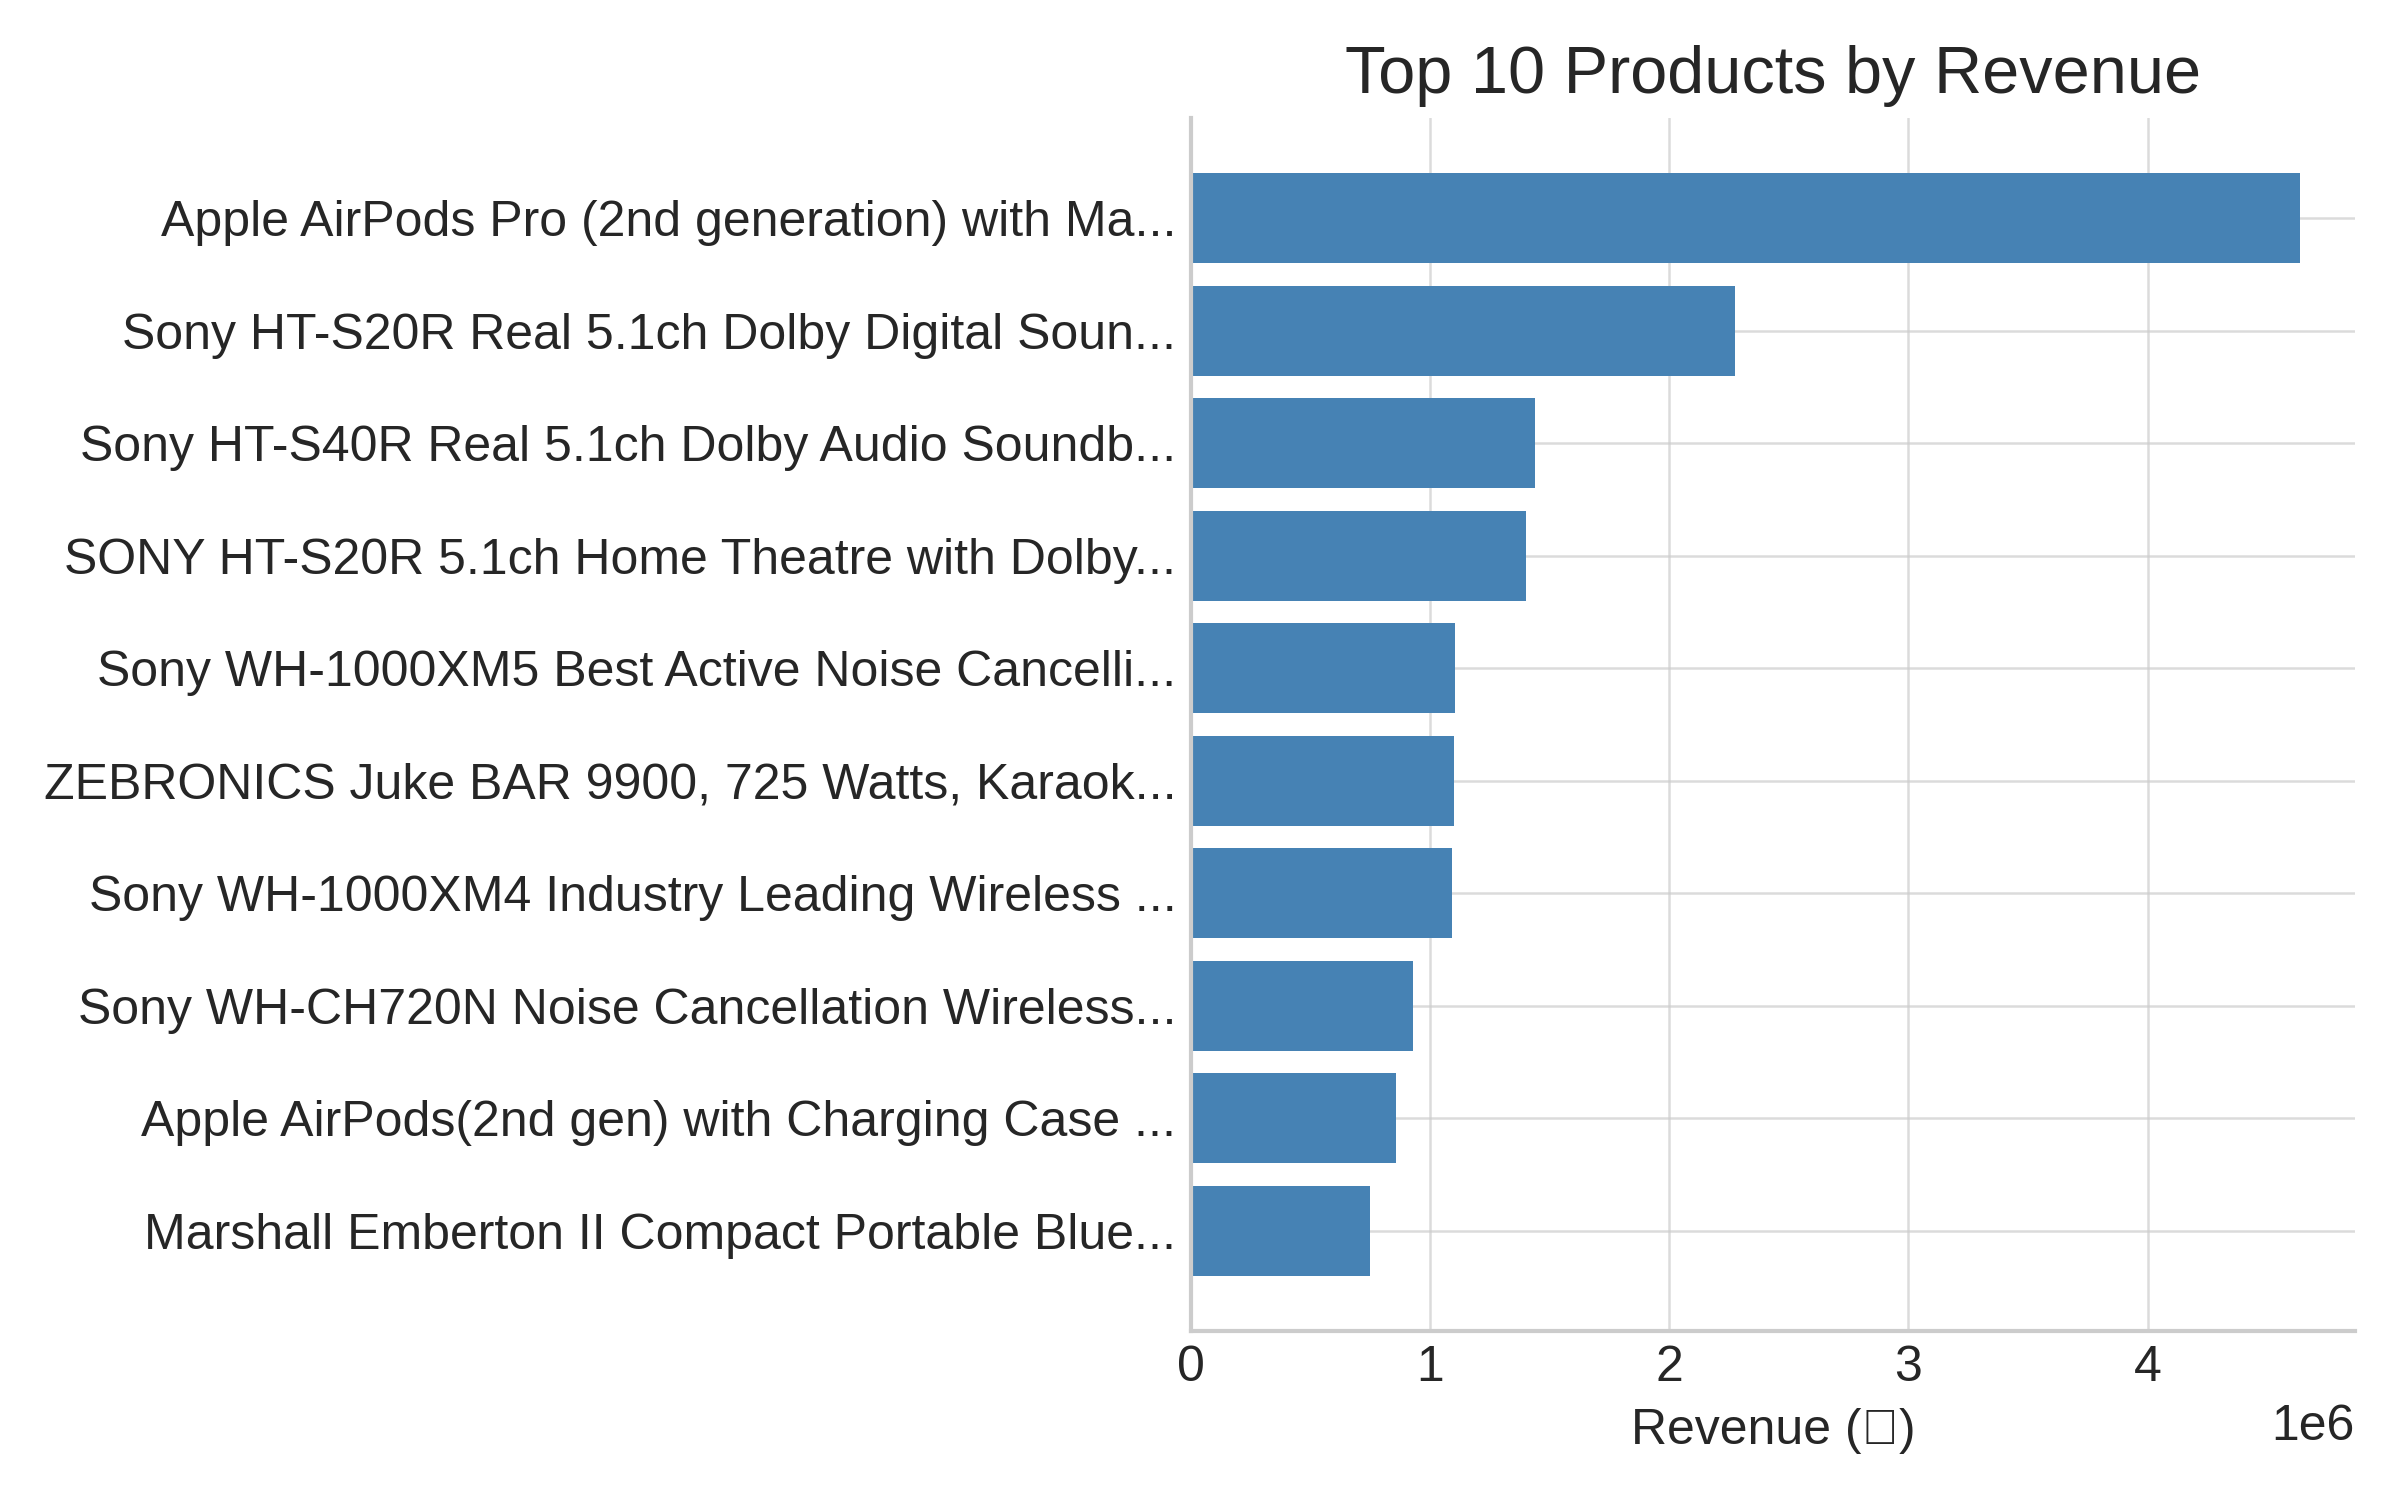 Top 10 Products by Revenue
Apple AirPods Pro (2nd generation) with Ma...
Sony HT-S20R Real 5.1ch Dolby Digital Soun...
Sony HT-S40R Real 5.1ch Dolby Audio Soundb...
SONY HT-S20R 5.1ch Home Theatre with Dolby...
Sony WH-1000XM5 Best Active Noise Cancelli...
ZEBRONICS Juke BAR 9900, 725 Watts, Karaok...
Sony WH-1000XM4 Industry Leading Wireless ...
Sony WH-CH720N Noise Cancellation Wireless...
Apple AirPods(2nd gen) with Charging Case ...
Marshall Emberton II Compact Portable Blue...
0 1 2 3 4
1e6
Revenue (□)